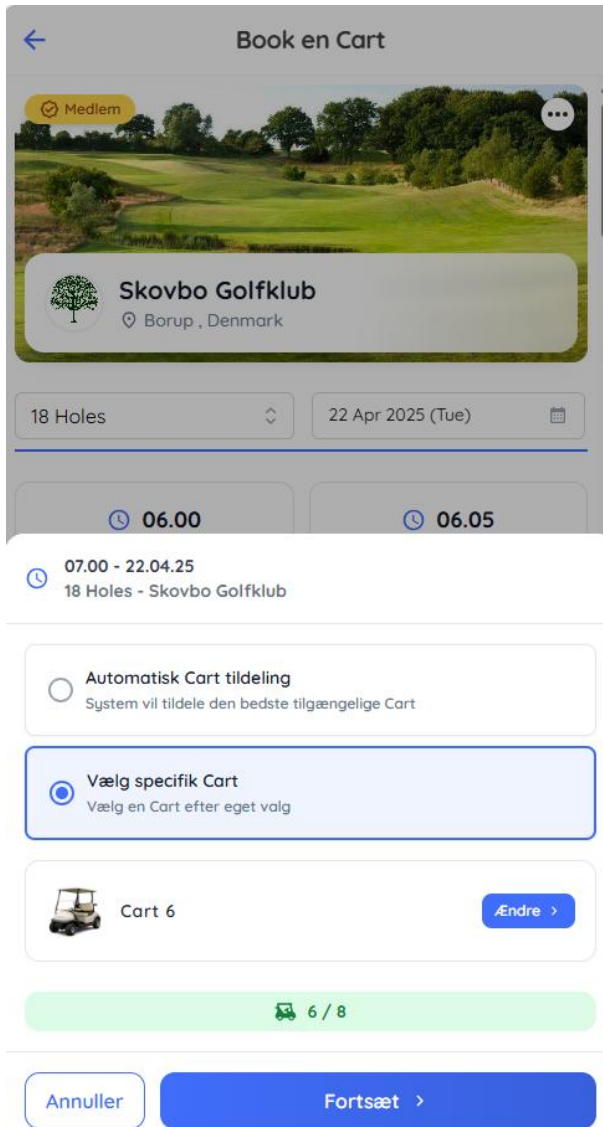 Book en Cart
Medlem
Skovbo Golfklub
Borup , Denmark
18 Holes
22 Apr 2025 (Tue)
06.00
06.05
07.00 - 22.04.25
18 Holes - Skovbo Golfklub
Automatisk Cart tildeling
System vil tildele den bedste tilgængelige Cart
Vælg specifik Cart
Vælg en Cart efter eget valg
Cart 6
Ændre
6 / 8
Annuller
Fortsæt